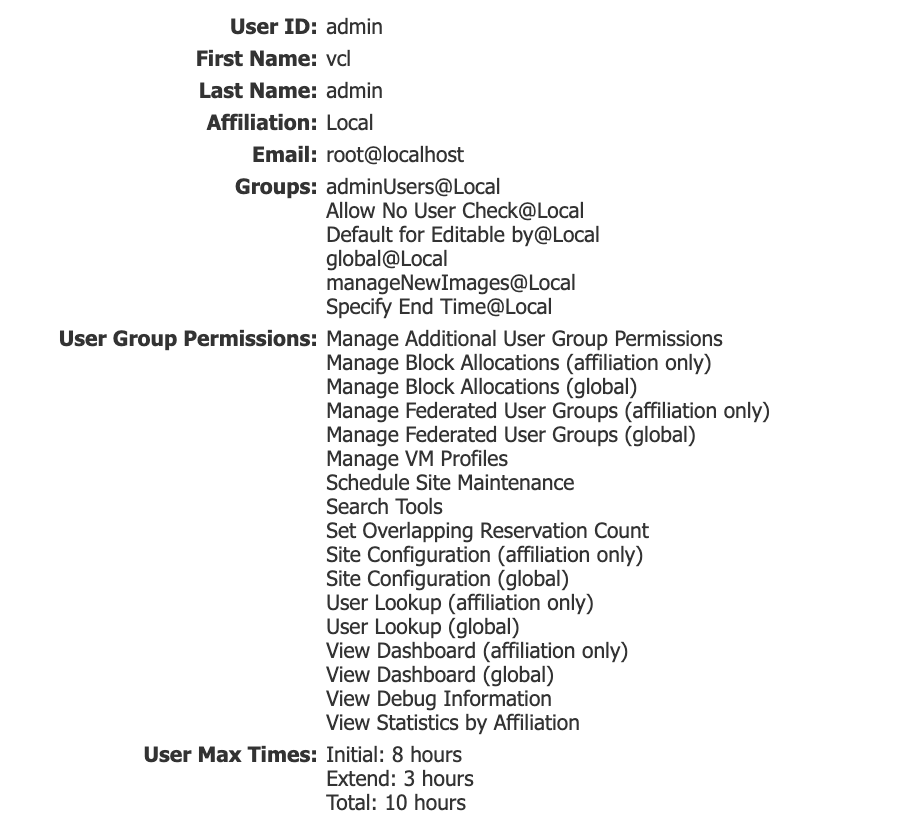 User ID: admin
First Name: vcl
Last Name: admin
Affiliation: Local
Email: root@localhost
Groups: adminUsers@Local
Allow No User Check@Local
Default for Editable by@Local
global@Local
manageNewImages@Local
Specify End Time@Local
User Group Permissions: Manage Additional User Group Permissions
Manage Block Allocations (affiliation only)
Manage Block Allocations (global)
Manage Federated User Groups (affiliation only)
Manage Federated User Groups (global)
Manage VM Profiles
Schedule Site Maintenance
Search Tools
Set Overlapping Reservation Count
Site Configuration (affiliation only)
Site Configuration (global)
User Lookup (affiliation only)
User Lookup (global)
View Dashboard (affiliation only)
View Dashboard (global)
View Debug Information
View Statistics by Affiliation
User Max Times: Initial: 8 hours
Extend: 3 hours
Total: 10 hours